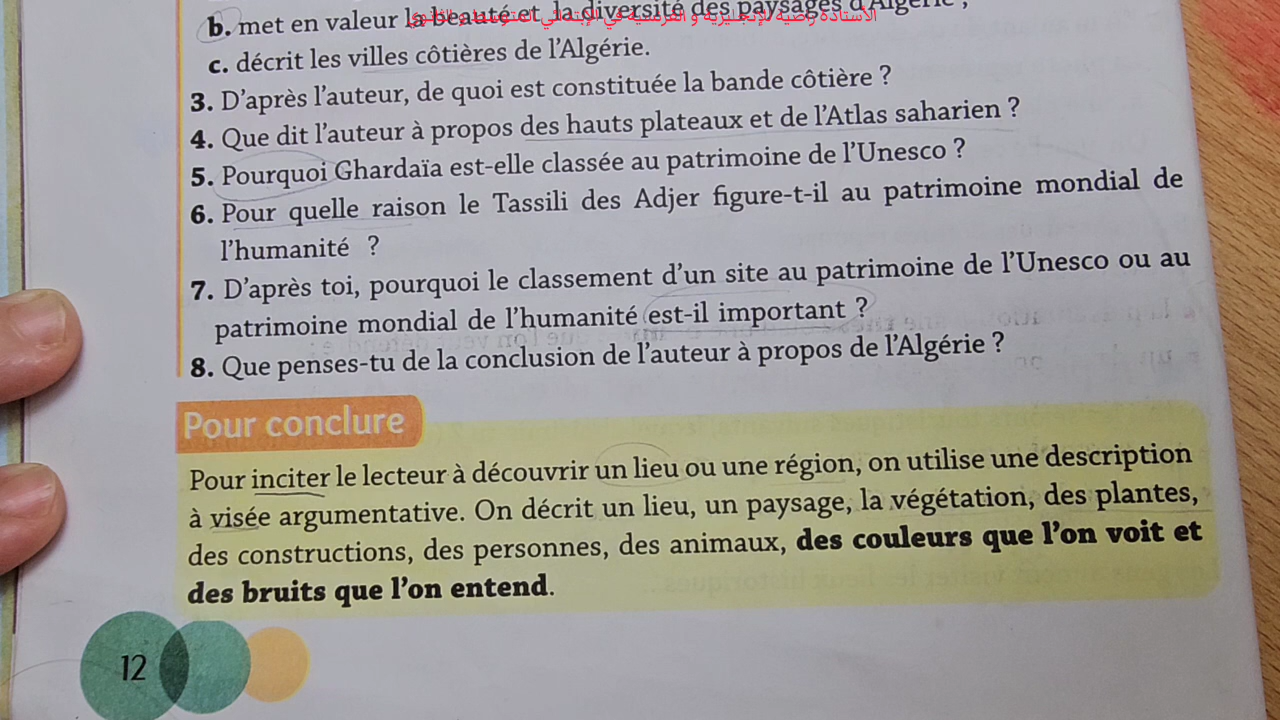 b. met en valeur la beauté et la diversité des paysages d'Algérie ;
c. décrit les villes côtières de l'Algérie.
3. D'après l'auteur, de quoi est constituée la bande côtière ?
4. Que dit l'auteur à propos des hauts plateaux et de l'Atlas saharien ?
5. Pourquoi Ghardaïa est-elle classée au patrimoine de l'Unesco ?
6. Pour quelle raison le Tassili des Adjer figure-t-il au patrimoine mondial de
l'humanité ?
7. D'après toi, pourquoi le classement d'un site au patrimoine de l'Unesco ou au
patrimoine mondial de l'humanité est-il important ?
8. Que penses-tu de la conclusion de l'auteur à propos de l'Algérie ?
Pour conclure
Pour inciter le lecteur à découvrir un lieu ou une région, on utilise une description
à visée argumentative. On décrit un lieu, un paysage, la végétation, des plantes,
des constructions, des personnes, des animaux, des couleurs que l'on voit et
des bruits que l'on entend.
12